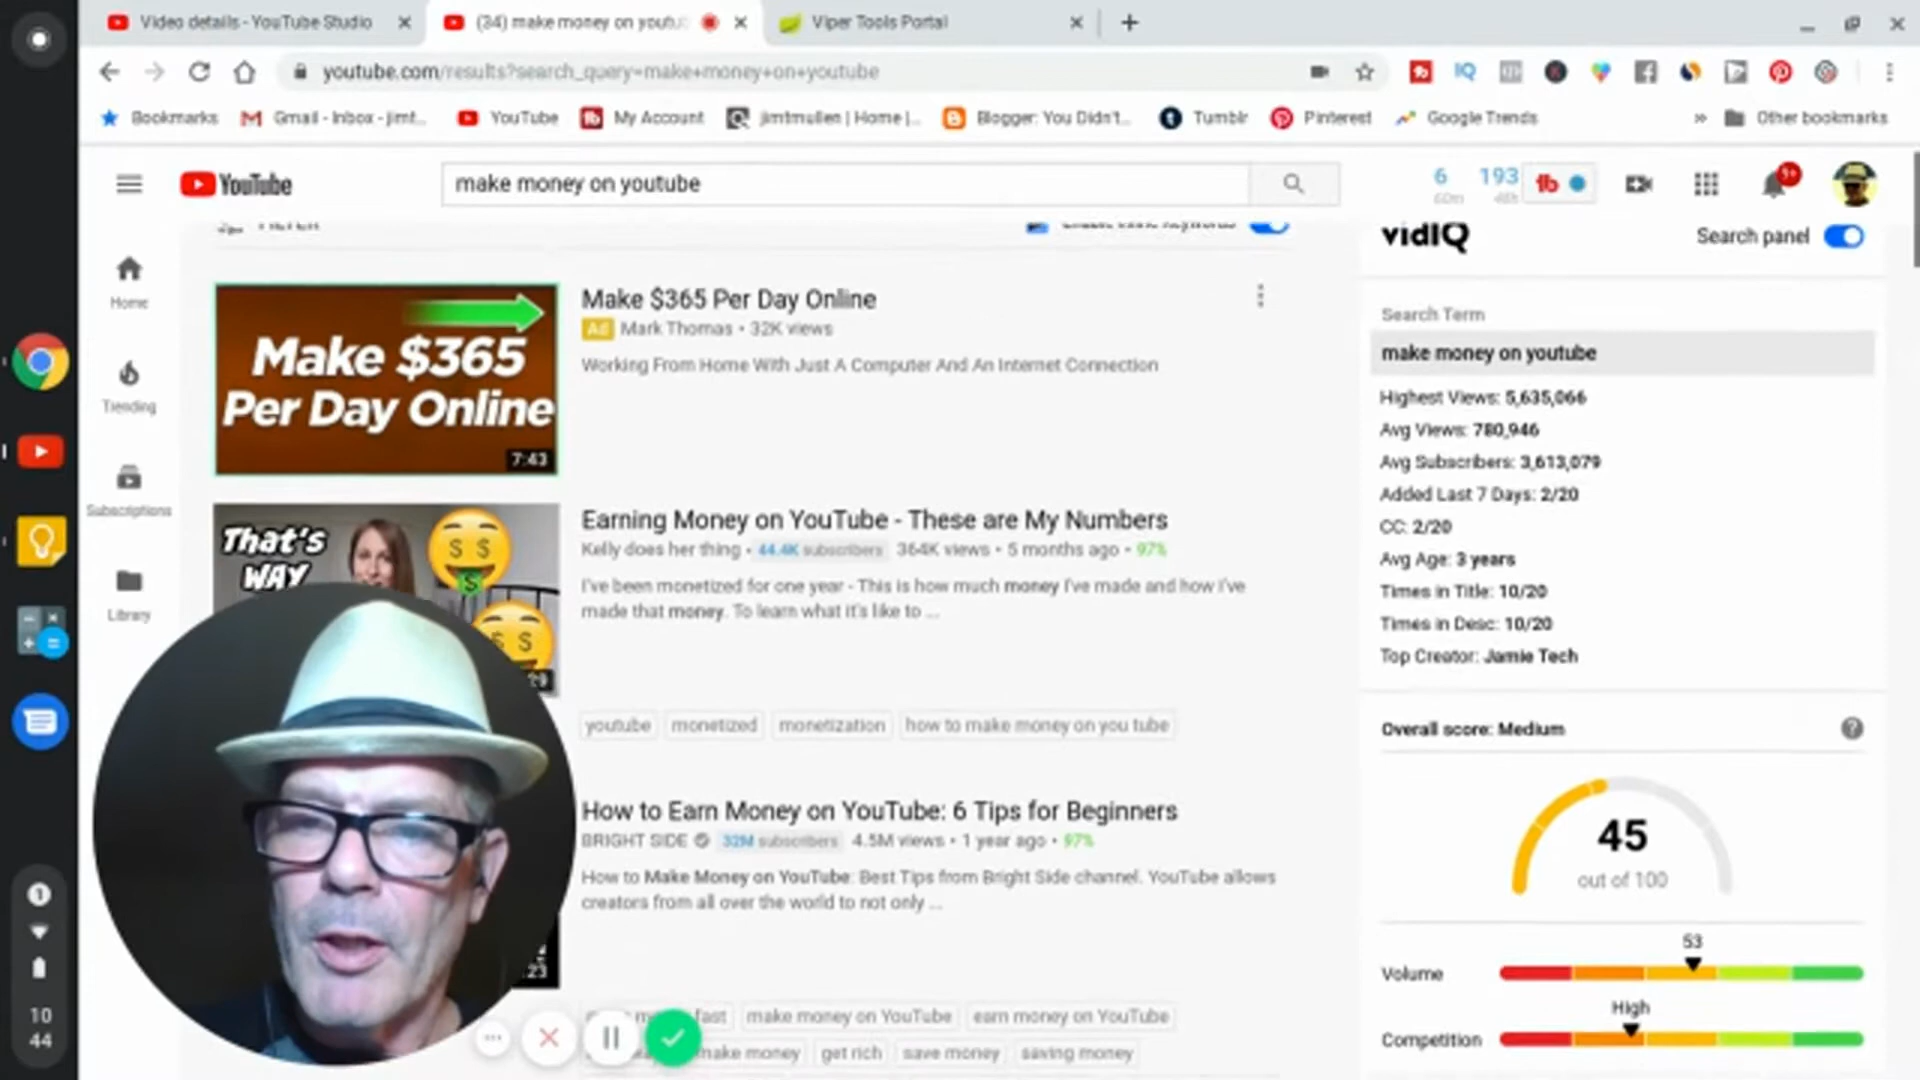 Video details - YouTube Studio
(34) make money on youtu
Viper Tools Portal
youtube.com/results?search_query=make+money+on+youtube
Bookmarks
Gmail - Inbox - jimt...
YouTube
My Account
jimtmullen | Home |...
Blogger: You Didn't...
Tumblr
Pinterest
Google Trends
Other bookmarks
YouTube
make money on youtube
6
60m
193
48h
9+
Home
Trending
Subscriptions
Library
Make $365
Per Day Online
7:43
Make $365 Per Day Online
Ad Mark Thomas • 32K views
Working From Home With Just A Computer And An Internet Connection
That's
WAY
Earning Money on YouTube - These are My Numbers
Kelly does her thing • 44.4K subscribers 364K views • 5 months ago • 97%
I've been monetized for one year - This is how much money I've made and how I've
made that money. To learn what it's like to ...
youtube
monetized
monetization
how to make money on you tube
How to Earn Money on YouTube: 6 Tips for Beginners
BRIGHT SIDE 32M subscribers 4.5M views • 1 year ago • 97%
How to Make Money on YouTube: Best Tips from Bright Side channel. YouTube allows
creators from all over the world to not only ...
fast
make money on YouTube
earn money on YouTube
make money
get rich
save money
saving money
vidIQ
Search panel
Search Term
make money on youtube
Highest Views: 5,635,066
Avg Views: 780,946
Avg Subscribers: 3,613,079
Added Last 7 Days: 2/20
CC: 2/20
Avg Age: 3 years
Times in Title: 10/20
Times in Desc: 10/20
Top Creator: Jamie Tech
Overall score: Medium
45
out of 100
53
Volume
High
Competition
1
10
44